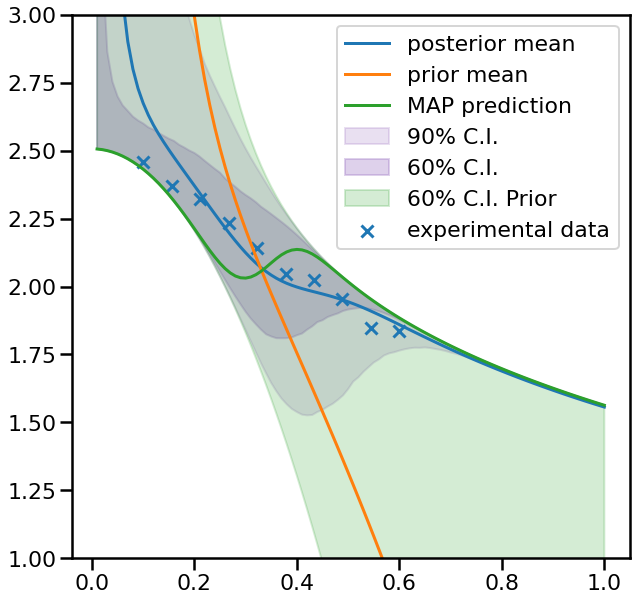 3.00
2.75
2.50
2.25
2.00
1.75
1.50
1.25
1.00
0.0 0.2 0.4 0.6 0.8 1.0
posterior mean
prior mean
MAP prediction
90% C.I.
60% C.I.
60% C.I. Prior
experimental data